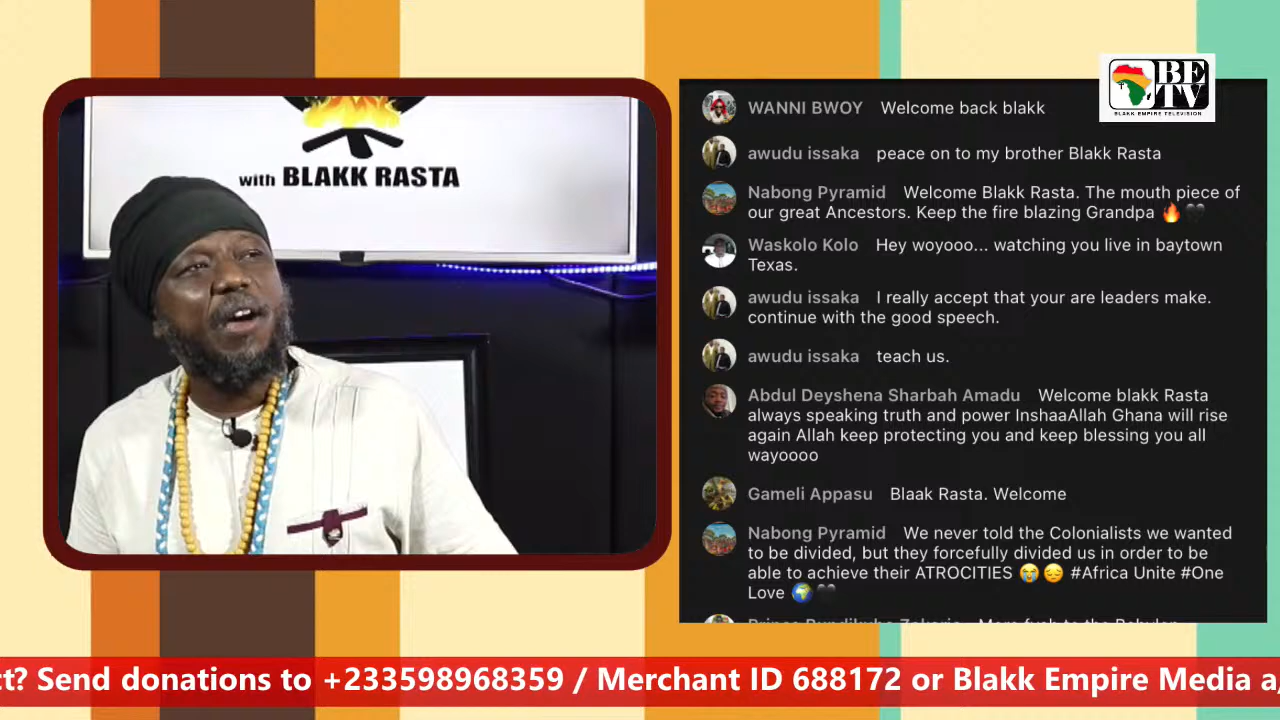 with BLAKK RASTA
BE
TV
BLAKK EMPIRE TELEVISION
WANNI BWOY Welcome back blakk
awudu issaka peace on to my brother Blakk Rasta
Nabong Pyramid Welcome Blakk Rasta. The mouth piece of
our great Ancestors. Keep the fire blazing Grandpa 🔥🖤
Waskolo Kolo Hey woyooo... watching you live in baytown
Texas.
awudu issaka I really accept that your are leaders make.
continue with the good speech.
awudu issaka teach us.
Abdul Deyshena Sharbah Amadu Welcome blakk Rasta
always speaking truth and power InshaaAllah Ghana will rise
again Allah keep protecting you and keep blessing you all
wayoooo
Gameli Appasu Blaak Rasta. Welcome
Nabong Pyramid We never told the Colonialists we wanted
to be divided, but they forcefully divided us in order to be
able to achieve their ATROCITIES 😭😔 #Africa Unite #One
Love 🌍🖤
ct? Send donations to +233598968359 / Merchant ID 688172 or Blakk Empire Media a/